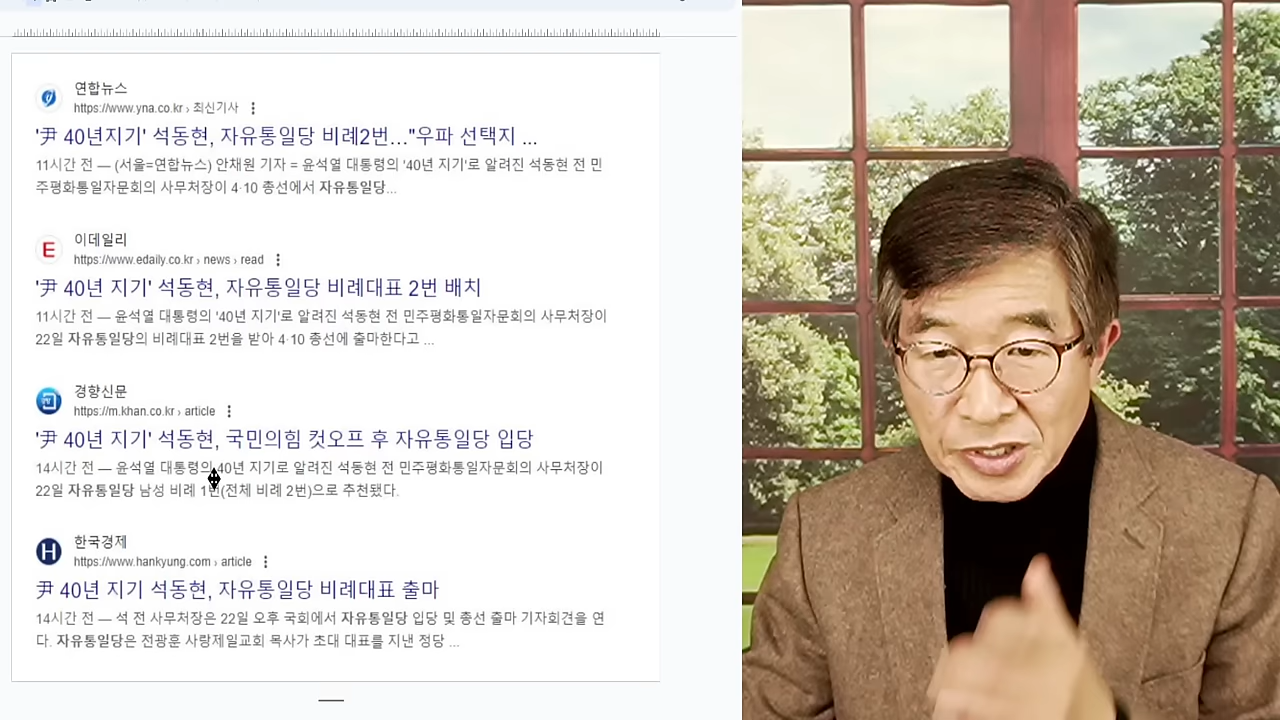 연합뉴스
https://www.yna.co.kr › 최신기사
'尹 40년지기' 석동현, 자유통일당 비례2번…"우파 선택지 ...
11시간 전 — (서울=연합뉴스) 안채원 기자 = 윤석열 대통령의 '40년 지기'로 알려진 석동현 전 민
주평화통일자문회의 사무처장이 4·10 총선에서 자유통일당...
E
이데일리
https://www.edaily.co.kr › news › read
'尹 40년 지기' 석동현, 자유통일당 비례대표 2번 배치
11시간 전 — 윤석열 대통령의 '40년 지기'로 알려진 석동현 전 민주평화통일자문회의 사무처장이
22일 자유통일당의 비례대표 2번을 받아 4·10 총선에 출마한다고 ...
경향신문
https://m.khan.co.kr › article
'尹 40년 지기' 석동현, 국민의힘 컷오프 후 자유통일당 입당
14시간 전 — 윤석열 대통령의 40년 지기로 알려진 석동현 전 민주평화통일자문회의 사무처장이
22일 자유통일당 남성 비례 1번(전체 비례 2번)으로 추천됐다.
H
한국경제
https://www.hankyung.com › article
尹 40년 지기 석동현, 자유통일당 비례대표 출마
14시간 전 — 석 전 사무처장은 22일 오후 국회에서 자유통일당 입당 및 총선 출마 기자회견을 연
다. 자유통일당은 전광훈 사랑제일교회 목사가 초대 대표를 지낸 정당 ...